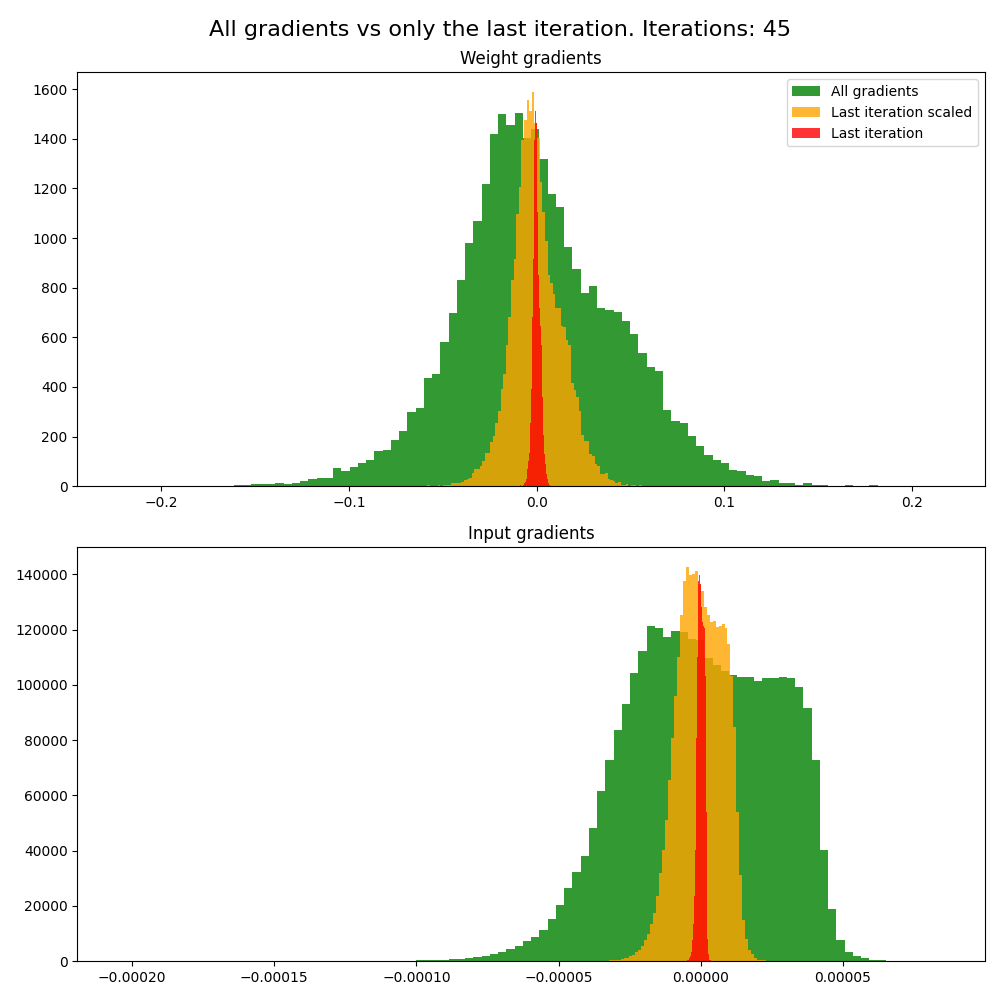 All gradients vs only the last iteration. Iterations: 45
Weight gradients
1600
1400
1200
1000
800
600
400
200
0
All gradients
Last iteration scaled
Last iteration
−0.2 −0.1 0.0 0.1 0.2
Input gradients
140000
120000
100000
80000
60000
40000
20000
0
−0.00020 −0.00015 −0.00010 −0.00005 0.00000 0.00005